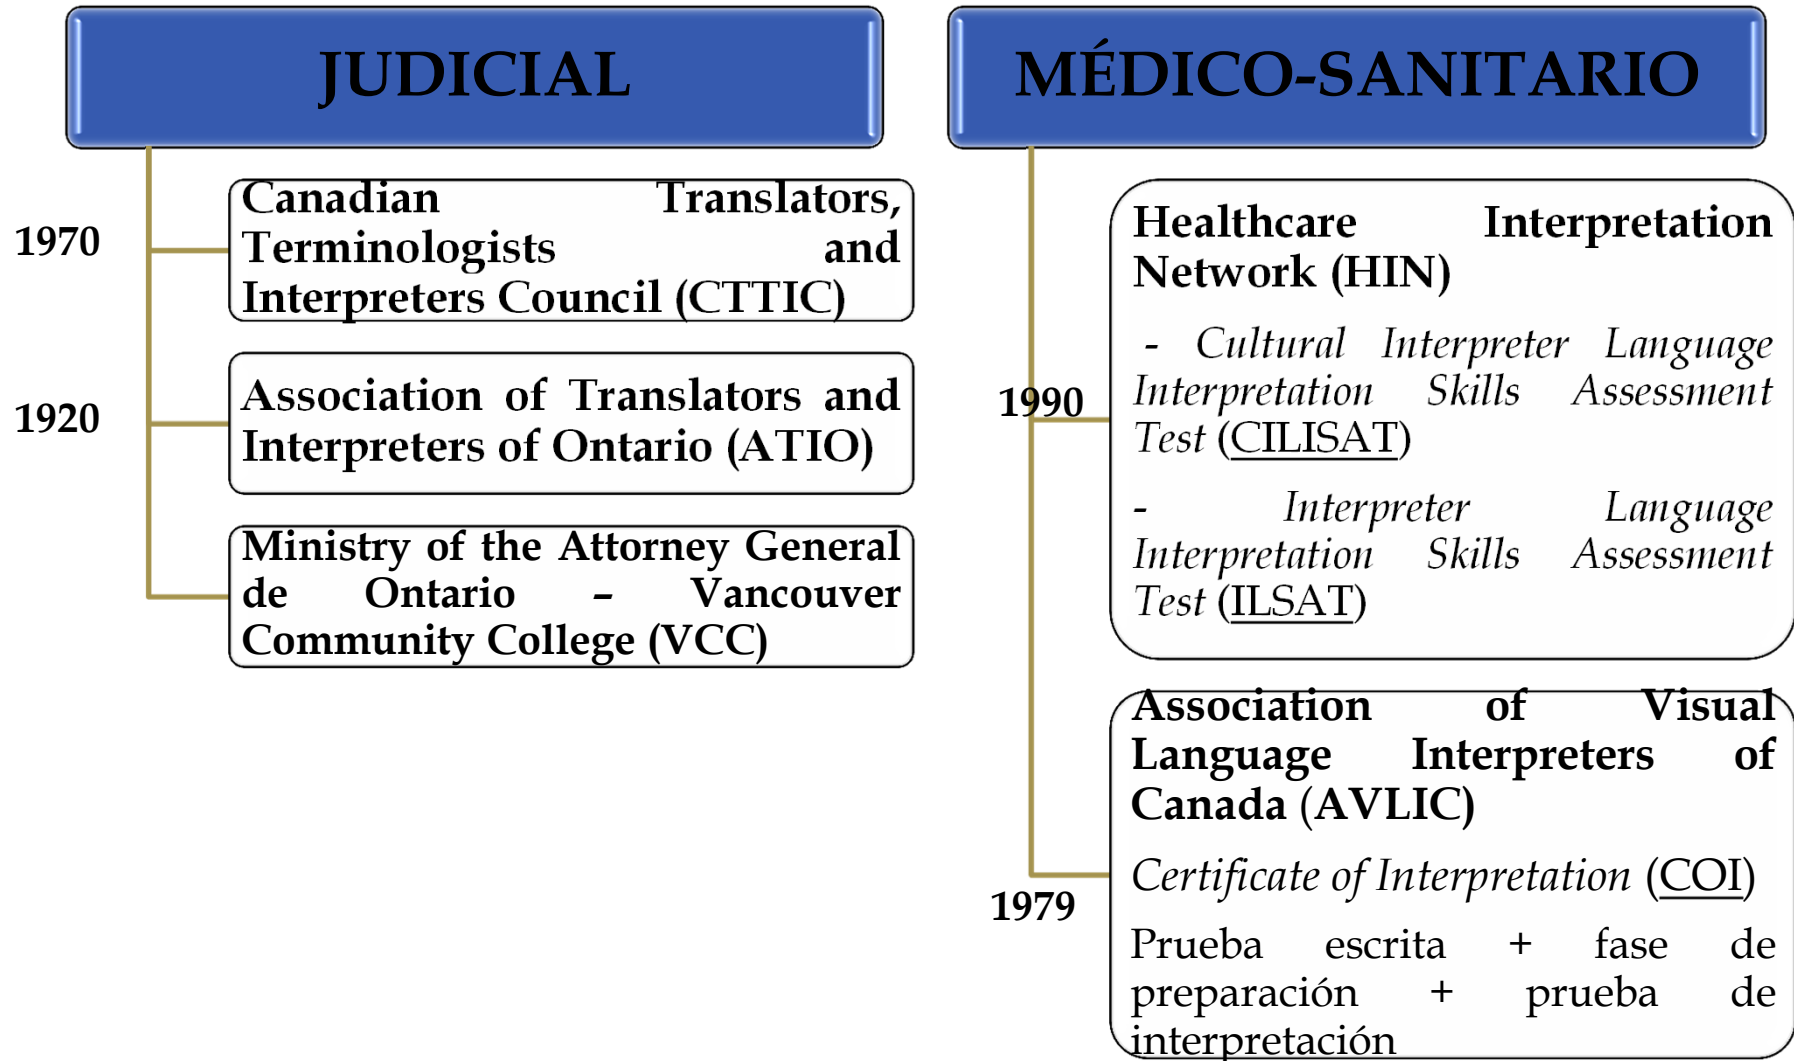 JUDICIAL
1970
Canadian Translators,
Terminologists and
Interpreters Council (CTTIC)
1920
Association of Translators and
Interpreters of Ontario (ATIO)
Ministry of the Attorney General
de Ontario – Vancouver
Community College (VCC)
MÉDICO-SANITARIO
1990
Healthcare Interpretation
Network (HIN)
- Cultural Interpreter Language
Interpretation Skills Assessment
Test (CILISAT)
- Interpreter Language
Interpretation Skills Assessment
Test (ILSAT)
1979
Association of Visual
Language Interpreters of
Canada (AVLIC)
Certificate of Interpretation (COI)
Prueba escrita + fase de
preparación + prueba de
interpretación